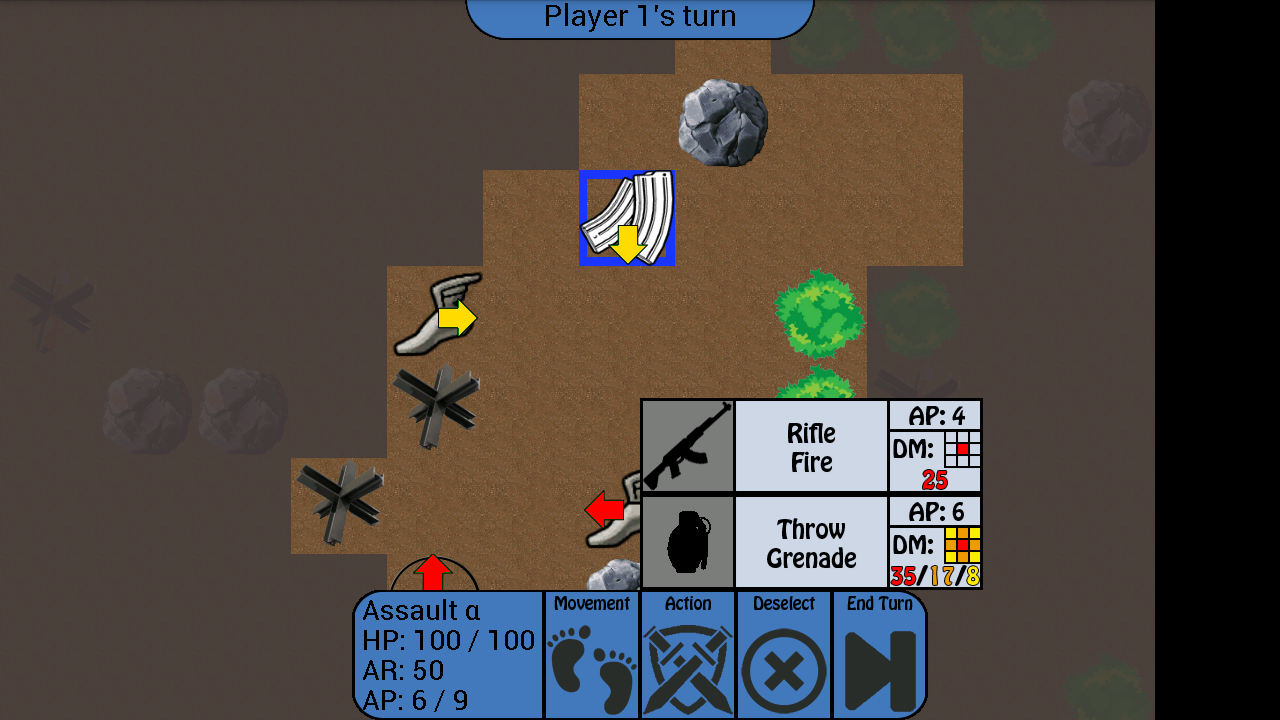 Player 1's turn
Rifle
Fire
AP: 4
DM:
25
Throw
Grenade
AP: 6
DM:
35/17/8
Assault α
HP: 100 / 100
AR: 50
AP: 6 / 9
Movement
Action
Deselect
End Turn